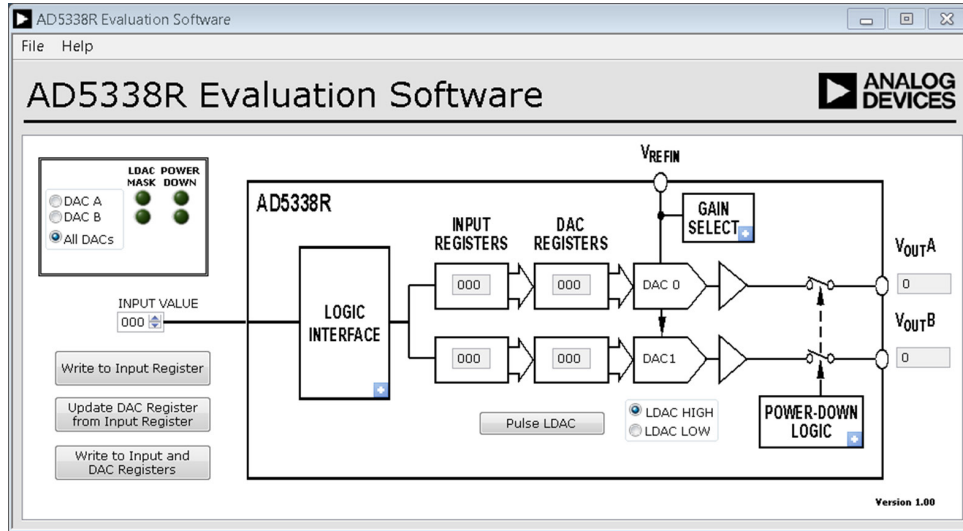 AD5338R Evaluation Software
File Help
AD5338R Evaluation Software
ANALOG
DEVICES
LDAC POWER
MASK DOWN
DAC A
DAC B
All DACs
INPUT VALUE
000
Write to Input Register
Update DAC Register
from Input Register
Write to Input and
DAC Registers
AD5338R
VREFIN
GAIN
SELECT
INPUT
REGISTERS
DAC
REGISTERS
LOGIC
INTERFACE
000
000
DAC 0
VOUTA
0
000
000
DAC1
VOUTB
0
Pulse LDAC
LDAC HIGH
LDAC LOW
POWER-DOWN
LOGIC
Version 1.00